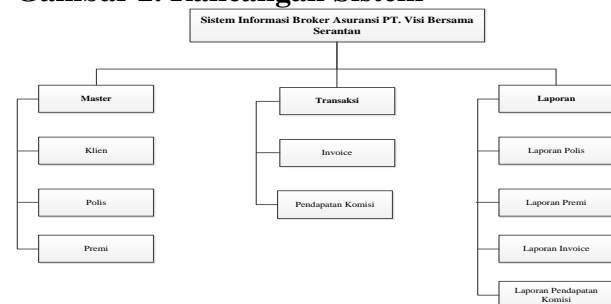 Gambar 2. Rancangan Sistem
Sistem Informasi Broker Asuransi PT. Visi Bersama
Serantau
Master
Transaksi
Laporan
Klien
Invoice
Laporan Polis
Polis
Pendapatan Komisi
Laporan Premi
Premi
Laporan Invoice
Laporan Pendapatan
Komisi